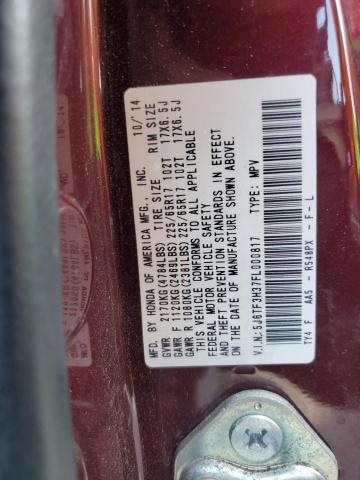 MFD. BY HONDA OF AMERICA MFG., INC. 10/'14
GVWR 2170KG(4784LBS) TIRE SIZE RIM SIZE
GAWR F 1120KG(2469LBS) 225/65R17 102T 17X6.5J
GAWR R 1080KG(2381LBS) 225/65R17 102T 17X6.5J
THIS VEHICLE CONFORMS TO ALL APPLICABLE
FEDERAL MOTOR VEHICLE SAFETY
AND THEFT PREVENTION STANDARDS IN EFFECT
ON THE DATE OF MANUFACTURE SHOWN ABOVE.
V.I.N.:5J6TF3H37FL000817 TYPE: MPV
TY4 F AA5 - R548PX - F - L